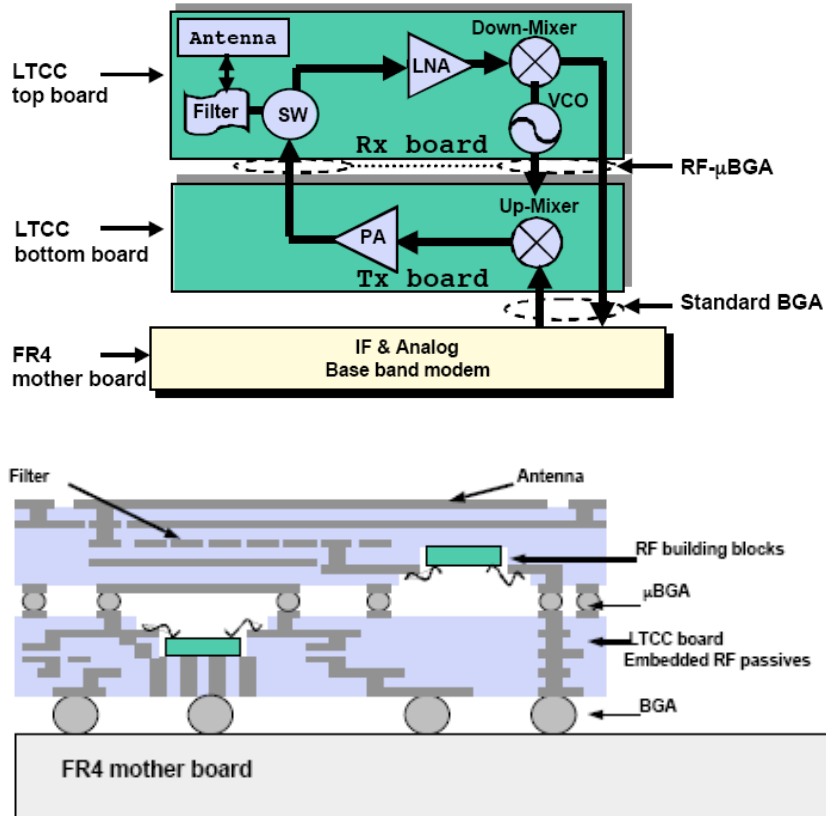 Down-Mixer
Antenna
LTCC
top board
LNA
VCO
Filter
SW
Rx board
RF-μBGA
Up-Mixer
LTCC
bottom board
PA
Tx board
Standard BGA
FR4
mother board
IF & Analog
Base band modem
Filter
Antenna
RF building blocks
μBGA
LTCC board
Embedded RF passives
BGA
FR4 mother board